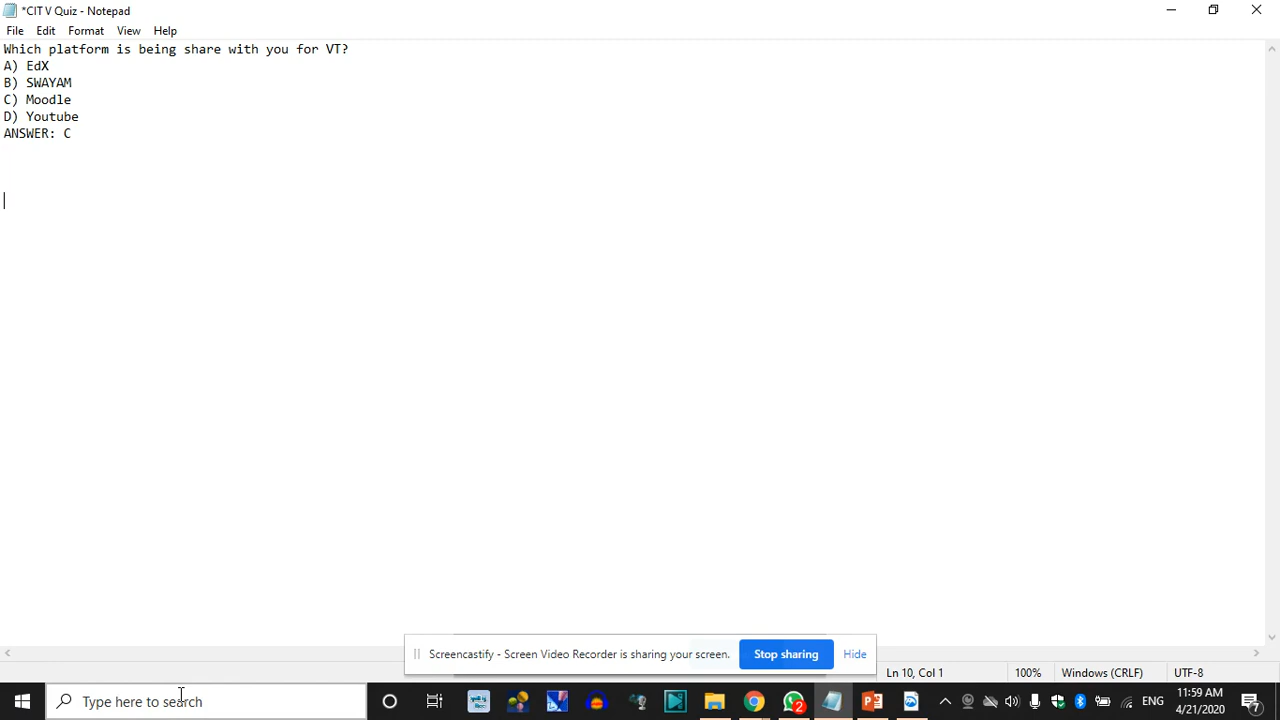 *CIT V Quiz - Notepad
File Edit Format View Help
Which platform is being share with you for VT?
A) EdX
B) SWAYAM
C) Moodle
D) Youtube
ANSWER: C
Screencastify - Screen Video Recorder is sharing your screen. Stop sharing Hide
Ln 10, Col 1 100% Windows (CRLF) UTF-8
Type here to search
2
ENG
11:59 AM
4/21/2020
7